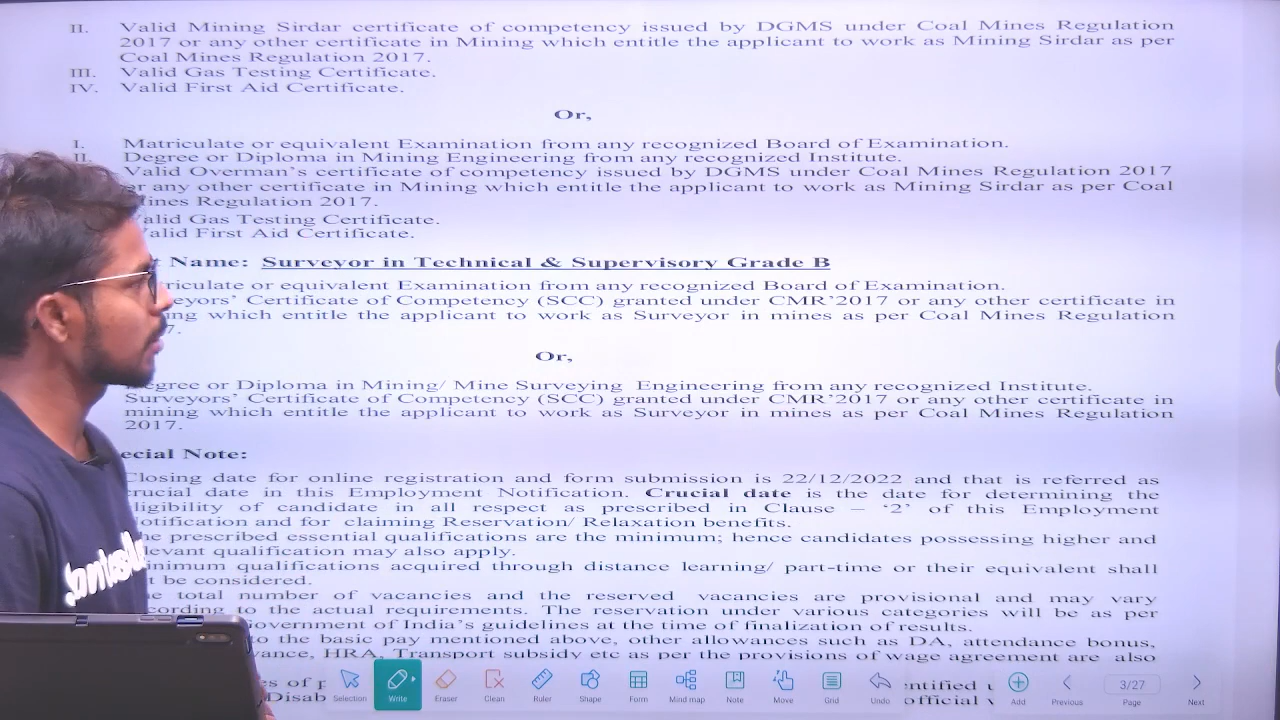 II. Valid Mining Sirdar certificate of competency issued by DGMS under Coal Mines Regulation
2017 or any other certificate in Mining which entitle the applicant to work as Mining Sirdar as per
Coal Mines Regulation 2017.
III. Valid Gas Testing Certificate.
IV. Valid First Aid Certificate.
Or,
I. Matriculate or equivalent Examination from any recognized Board of Examination.
II. Degree or Diploma in Mining Engineering from any recognized Institute.
Valid Overman's certificate of competency issued by DGMS under Coal Mines Regulation 2017
or any other certificate in Mining which entitle the applicant to work as Mining Sirdar as per Coal
ines Regulation 2017.
alid Gas Testing Certificate.
alid First Aid Certificate.
t Name: Surveyor in Technical & Supervisory Grade B
riculate or equivalent Examination from any recognized Board of Examination.
eyors' Certificate of Competency (SCC) granted under CMR'2017 or any other certificate in
ng which entitle the applicant to work as Surveyor in mines as per Coal Mines Regulation
7.
Or,
egree or Diploma in Mining/ Mine Surveying Engineering from any recognized Institute.
Surveyors' Certificate of Competency (SCC) granted under CMR'2017 or any other certificate in
mining which entitle the applicant to work as Surveyor in mines as per Coal Mines Regulation
2017.
ecial Note:
Closing date for online registration and form submission is 22/12/2022 and that is referred as
crucial date in this Employment Notification. Crucial date is the date for determining the
ligibility of candidate in all respect as prescribed in Clause – '2' of this Employment
otification and for claiming Reservation/ Relaxation benefits.
he prescribed essential qualifications are the minimum; hence candidates possessing higher and
evant qualification may also apply.
inimum qualifications acquired through distance learning/ part-time or their equivalent shall
t be considered.
e total number of vacancies and the reserved vacancies are provisional and may vary
cording to the actual requirements. The reservation under various categories will be as per
overnment of India's guidelines at the time of finalization of results.
to the basic pay mentioned above, other allowances such as DA, attendance bonus,
vance, HRA, Transport subsidy etc as per the provisions of wage agreement are also
es of p
entified
Disab
official
Selection Write Eraser Clean Ruler Shape Form Mind map Note Move Grid Undo Add Previous 3/27 Page Next